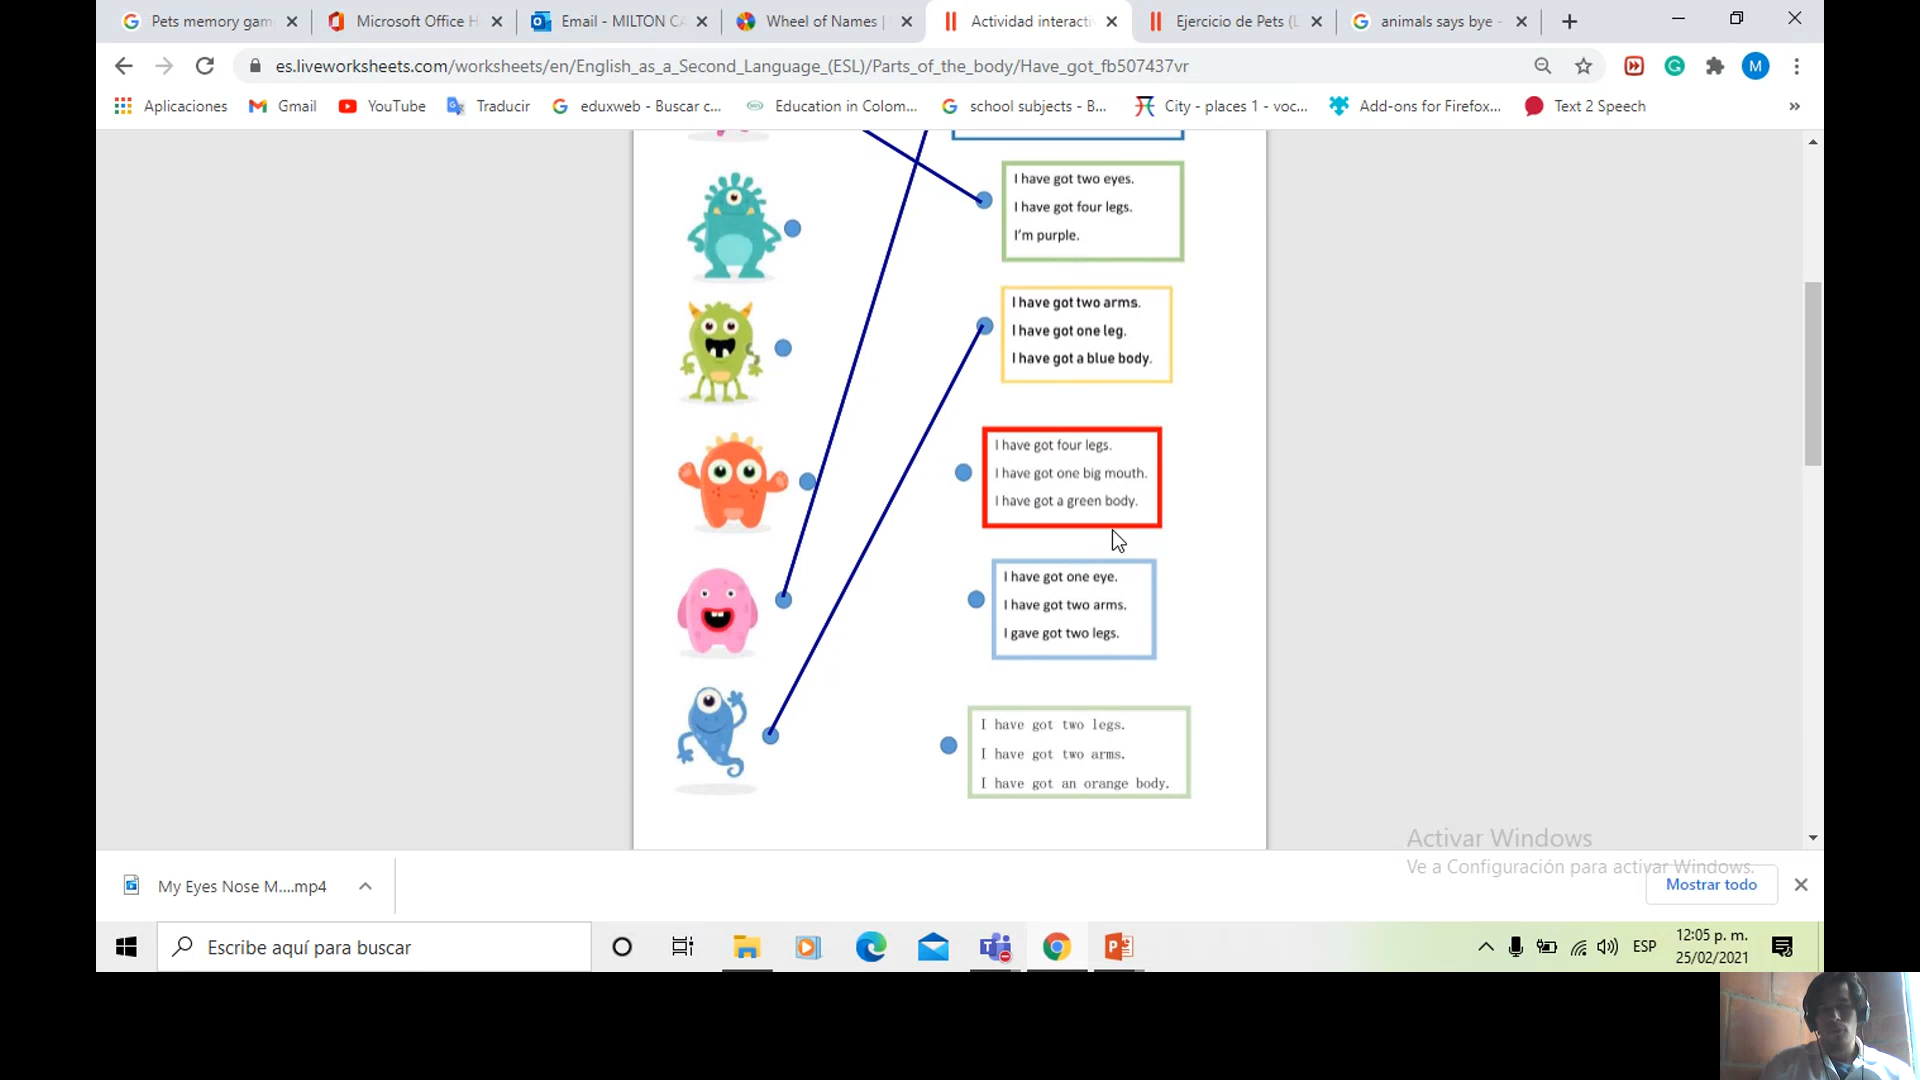 Pets memory gam
Microsoft Office H
Email - MILTON CA
Wheel of Names |
Actividad interacti
Ejercicio de Pets (
animals says bye -
es.liveworksheets.com/worksheets/en/English_as_a_Second_Language_(ESL)/Parts_of_the_body/Have_got_fb507437vr
M
Aplicaciones
Gmail
YouTube
Traducir
eduxweb - Buscar c...
Education in Colom...
school subjects - B...
City - places 1 - voc...
Add-ons for Firefox...
Text 2 Speech
»
I have got two eyes.
I have got four legs.
I'm purple.
I have got two arms.
I have got one leg.
I have got a blue body.
I have got four legs.
I have got one big mouth.
I have got a green body.
I have got one eye.
I have got two arms.
I gave got two legs.
I have got two legs.
I have got two arms.
I have got an orange body.
Activar Windows
Ve a Configuración para activar Windows.
My Eyes Nose M....mp4
Mostrar todo
Escribe aquí para buscar
ESP
12:05 p. m.
25/02/2021